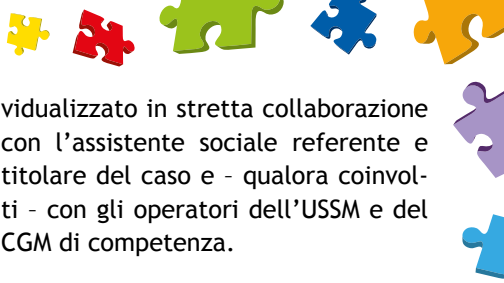 vidualizzato in stretta collaborazione
con l’assistente sociale referente e
titolare del caso e – qualora coinvol-
ti – con gli operatori dell’USSM e del
CGM di competenza.